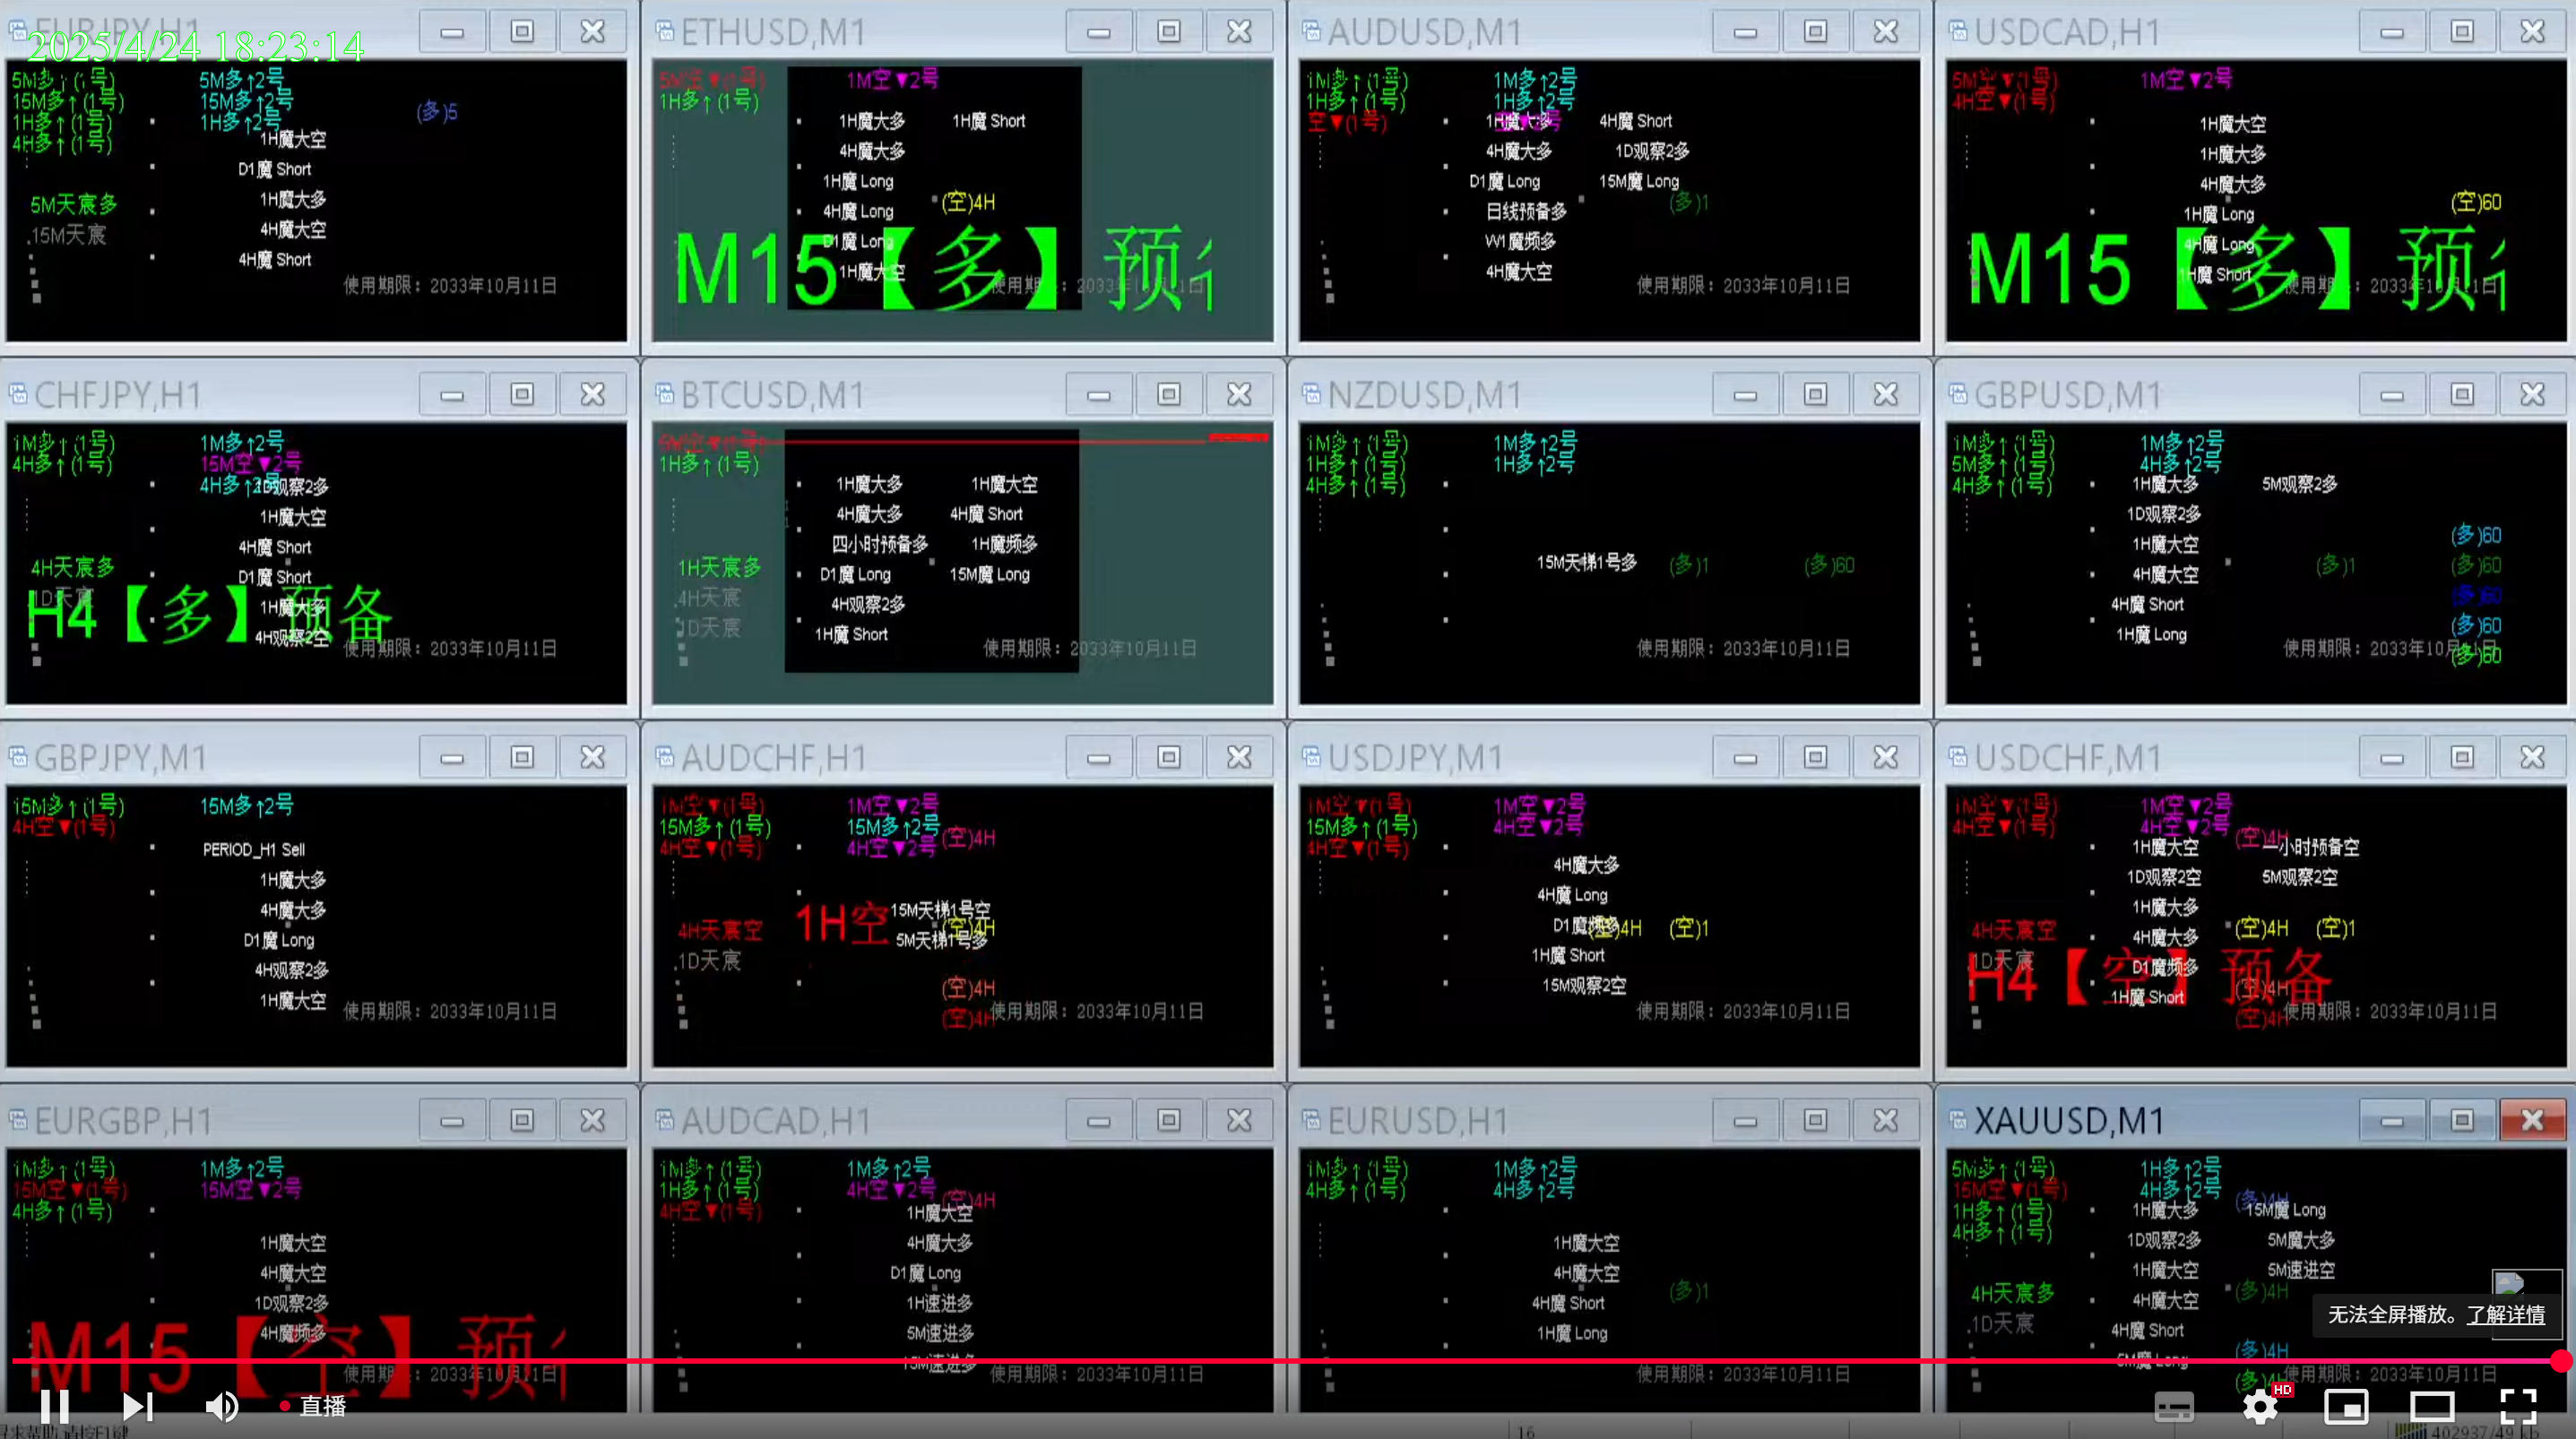 EURJPY,H1
2025/4/24 18:23:14
5M多↑(1号) 5M多↑2号
15M多↑(1号) 15M多↑2号
(多)5
1H多↑(1号) 1H多↑2号
4H多↑(1号)
1H魔大空
D1魔 Short
1H魔大多
5M天宸多
4H魔大空
15M天宸
4H魔 Short
使用期限：2033年10月11日
ETHUSD,M1
1M空▼2号
1H多↑(1号)
1H魔大多 1H魔 Short
4H魔大多
1H魔 Long
(空)4H
4H魔 Long
D1魔 Long
M15【多】
1H魔大空
AUDUSD,M1
1M多↑(1号) 1M多↑2号
1H多↑(1号) 1H多↑2号
空▼(1号)
1H魔大多 4H魔 Short
4H魔大多 1D观察2多
D1魔 Long 15M魔 Long
(多)1
日线预备多
W1魔频多
4H魔大空
使用期限：2033年10月11日
USDCAD,H1
5M空▼(1号) 1M空▼2号
4H空▼(1号)
1H魔大空
1H魔大多
4H魔大多
(空)60
1H魔 Long
4H魔 Long
M15【多】
1H魔 Short
CHFJPY,H1
1M多↑(1号) 1M多↑2号
4H多↑(1号) 15M空▼2号
4H多↑2号
1D观察2多
1H魔大空
4H魔 Short
4H天宸多
D1魔 Short
1D天宸
1H魔大多
H4【多】预备
4H观察2空
使用期限：2033年10月11日
BTCUSD,M1
1H多↑(1号)
1H魔大多 1H魔大空
4H魔大多 4H魔 Short
四小时预备多 1H魔频多
1H天宸多
D1魔 Long 15M魔 Long
4H天宸
4H观察2多
1D天宸
1H魔 Short
使用期限：2033年10月11日
NZDUSD,M1
1M多↑(1号) 1M多↑2号
1H多↑(1号) 1H多↑2号
4H多↑(1号)
15M天梯1号多 (多)1 (多)60
使用期限：2033年10月11日
GBPUSD,M1
1M多↑(1号) 1M多↑2号
5M多↑(1号) 4H多↑2号
4H多↑(1号)
1H魔大多 5M观察2多
1D观察2多
(多)60
1H魔大空
(多)1 (多)60
4H魔大空
(多)60
4H魔 Short
(多)60
1H魔 Long
(多)60
GBPJPY,M1
15M多↑(1号) 15M多↑2号
4H空▼(1号)
PERIOD_H1 Sell
1H魔大多
4H魔大多
D1魔 Long
4H观察2多
1H魔大空
使用期限：2033年10月11日
AUDCHF,H1
1M空▼(1号) 1M空▼2号
15M多↑(1号) 15M多↑2号
(空)4H
4H空▼(1号) 4H空▼2号
15M天梯1号空
1H空
4H天宸空
(空)4H
5M天梯1号多
1D天宸
(空)4H
(空)4H
使用期限：2033年10月11日
USDJPY,M1
1M空▼(1号) 1M空▼2号
15M多↑(1号) 4H空▼2号
4H空▼(1号)
4H魔大多
4H魔 Long
D1魔频多
(空)4H (空)1
1H魔 Short
15M观察2空
使用期限：2033年10月11日
USDCHF,M1
1M空▼(1号) 1M空▼2号
4H空▼(1号) 4H空▼2号
(空)4H
1H魔大空 一小时预备空
1D观察2空 5M观察2空
1H魔大多
4H天宸空
4H魔大多 (空)4H (空)1
1D天宸
D1魔频多
H4【空】预备
1H魔 Short
(空)4H
(空)4H
使用期限：2033年10月11日
EURGBP,H1
1M多↑(1号) 1M多↑2号
15M空▼(1号) 15M空▼2号
4H多↑(1号)
1H魔大空
4H魔大空
1D观察2多
4H魔频多
M15【空】
使用期限：2033年10月11日
AUDCAD,H1
1M多↑(1号) 1M多↑2号
1H多↑(1号) 4H空▼2号
(空)4H
4H空▼(1号)
1H魔大空
4H魔大多
D1魔 Long
1H速进多
5M速进多
15M速进多
使用期限：2033年10月11日
EURUSD,H1
1M多↑(1号) 1M多↑2号
4H多↑(1号) 4H多↑2号
1H魔大空
4H魔大空
(多)1
4H魔 Short
1H魔 Long
使用期限：2033年10月11日
XAUUSD,M1
5M多↑(1号) 1H多↑2号
15M空▼(1号) 4H多↑2号
(多)4H
1H多↑(1号)
4H多↑(1号)
1H魔大多 15M魔 Long
1D观察2多 5M魔大多
1H魔大空 5M速进空
4H天宸多
4H魔大空 (多)4H
1D天宸
4H魔 Short
(多)4H
5M魔 Long
使用期限：2033年10月11日
无法全屏播放。了解详情
直播
HD
16